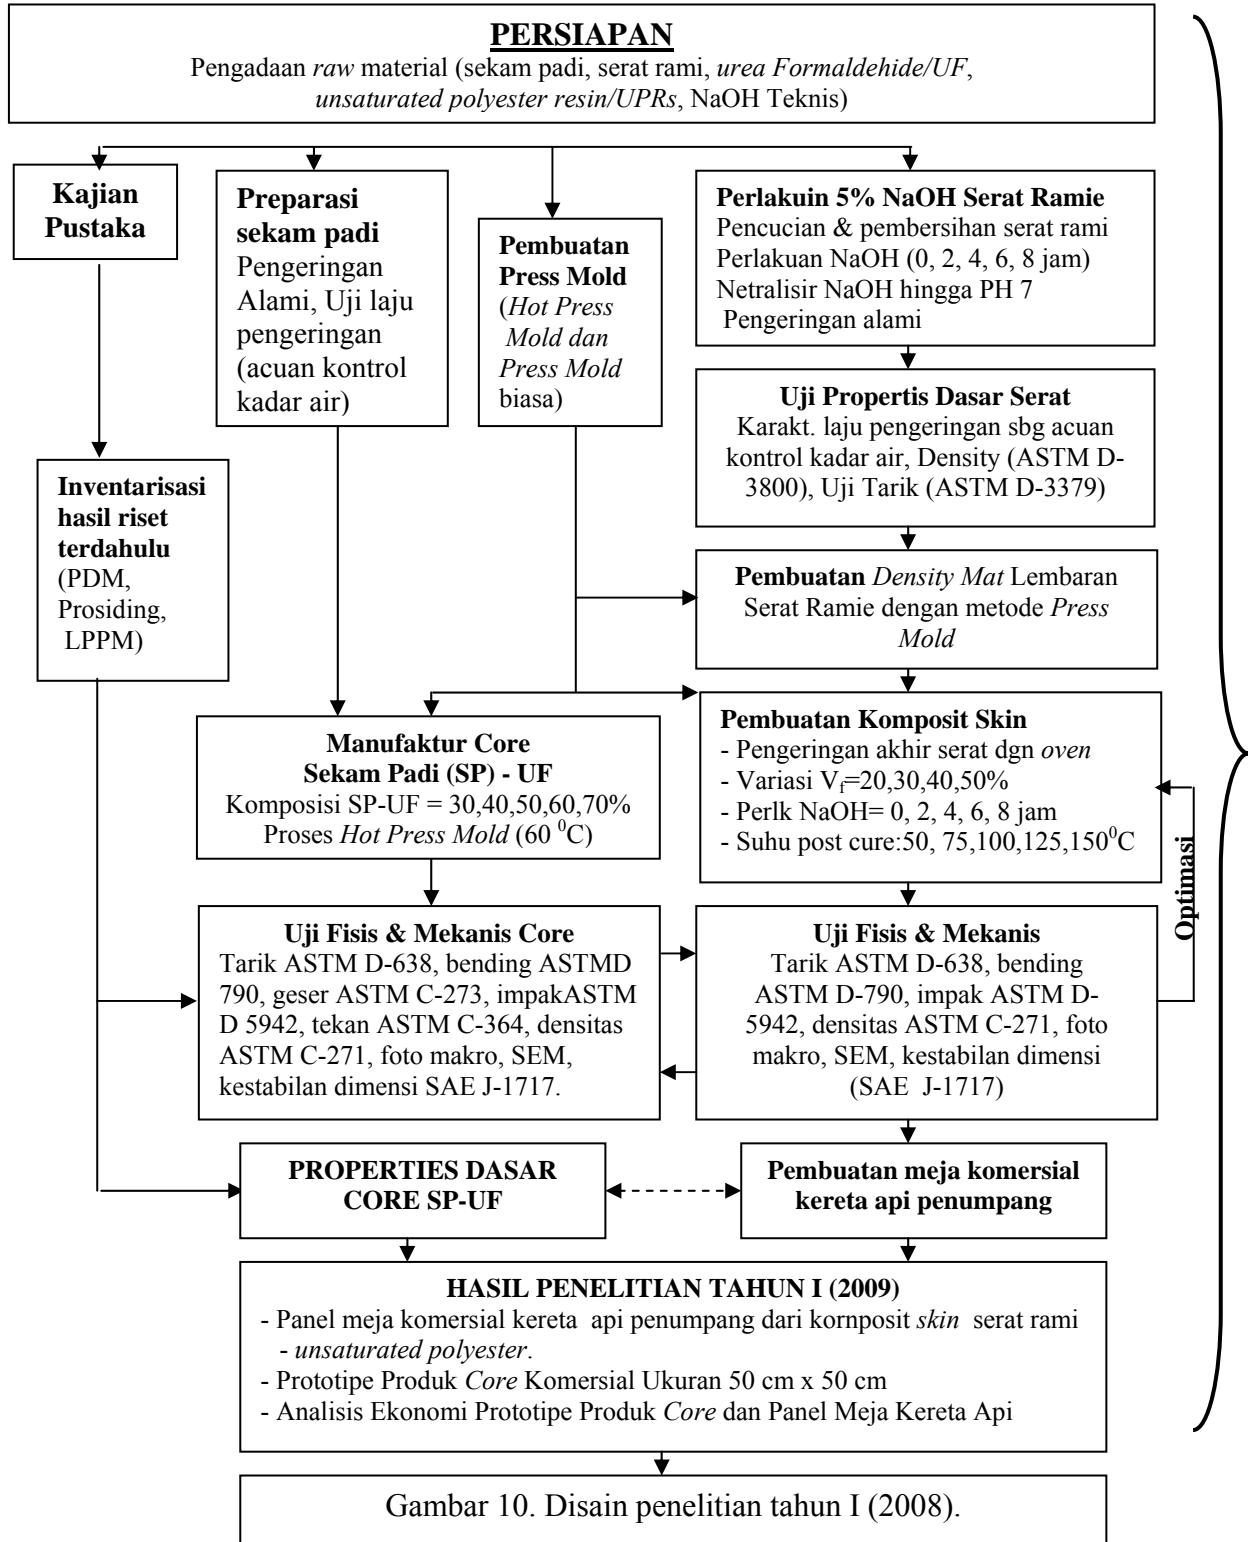 PERSIAPAN
Pengadaan raw material (sekam padi, serat rami, urea Formaldehide/UF,
unsaturated polyester resin/UPRs, NaOH Teknis)
Kajian
Pustaka
Preparasi
sekam padi
Pengeringan
Alami, Uji laju
pengeringan
(acuan kontrol
kadar air)
Pembuatan
Press Mold
(Hot Press
Mold dan
Press Mold
biasa)
Perlakuin 5% NaOH Serat Ramie
Pencucian & pembersihan serat rami
Perlakuan NaOH (0, 2, 4, 6, 8 jam)
Netralisir NaOH hingga PH 7
Pengeringan alami
Uji Propertis Dasar Serat
Karakt. laju pengeringan sbg acuan
kontrol kadar air, Density (ASTM D-
3800), Uji Tarik (ASTM D-3379)
Inventarisasi
hasil riset
terdahulu
(PDM,
Prosiding,
LPPM)
Pembuatan Density Mat Lembaran
Serat Ramie dengan metode Press
Mold
Manufaktur Core
Sekam Padi (SP) - UF
Komposisi SP-UF = 30,40,50,60,70%
Proses Hot Press Mold (60 ⁰C)
Pembuatan Komposit Skin
- Pengeringan akhir serat dgn oven
- Variasi Vf=20,30,40,50%
- Perlk NaOH= 0, 2, 4, 6, 8 jam
- Suhu post cure:50, 75,100,125,150⁰C
Optimasi
Uji Fisis & Mekanis Core
Tarik ASTM D-638, bending ASTMD
790, geser ASTM C-273, impakASTM
D 5942, tekan ASTM C-364, densitas
ASTM C-271, foto makro, SEM,
kestabilan dimensi SAE J-1717.
Uji Fisis & Mekanis
Tarik ASTM D-638, bending
ASTM D-790, impak ASTM D-
5942, densitas ASTM C-271, foto
makro, SEM, kestabilan dimensi
(SAE J-1717)
PROPERTIES DASAR
CORE SP-UF
Pembuatan meja komersial
kereta api penumpang
HASIL PENELITIAN TAHUN I (2009)
- Panel meja komersial kereta api penumpang dari kornposit skin serat rami
- unsaturated polyester.
- Prototipe Produk Core Komersial Ukuran 50 cm x 50 cm
- Analisis Ekonomi Prototipe Produk Core dan Panel Meja Kereta Api
Gambar 10. Disain penelitian tahun I (2008).